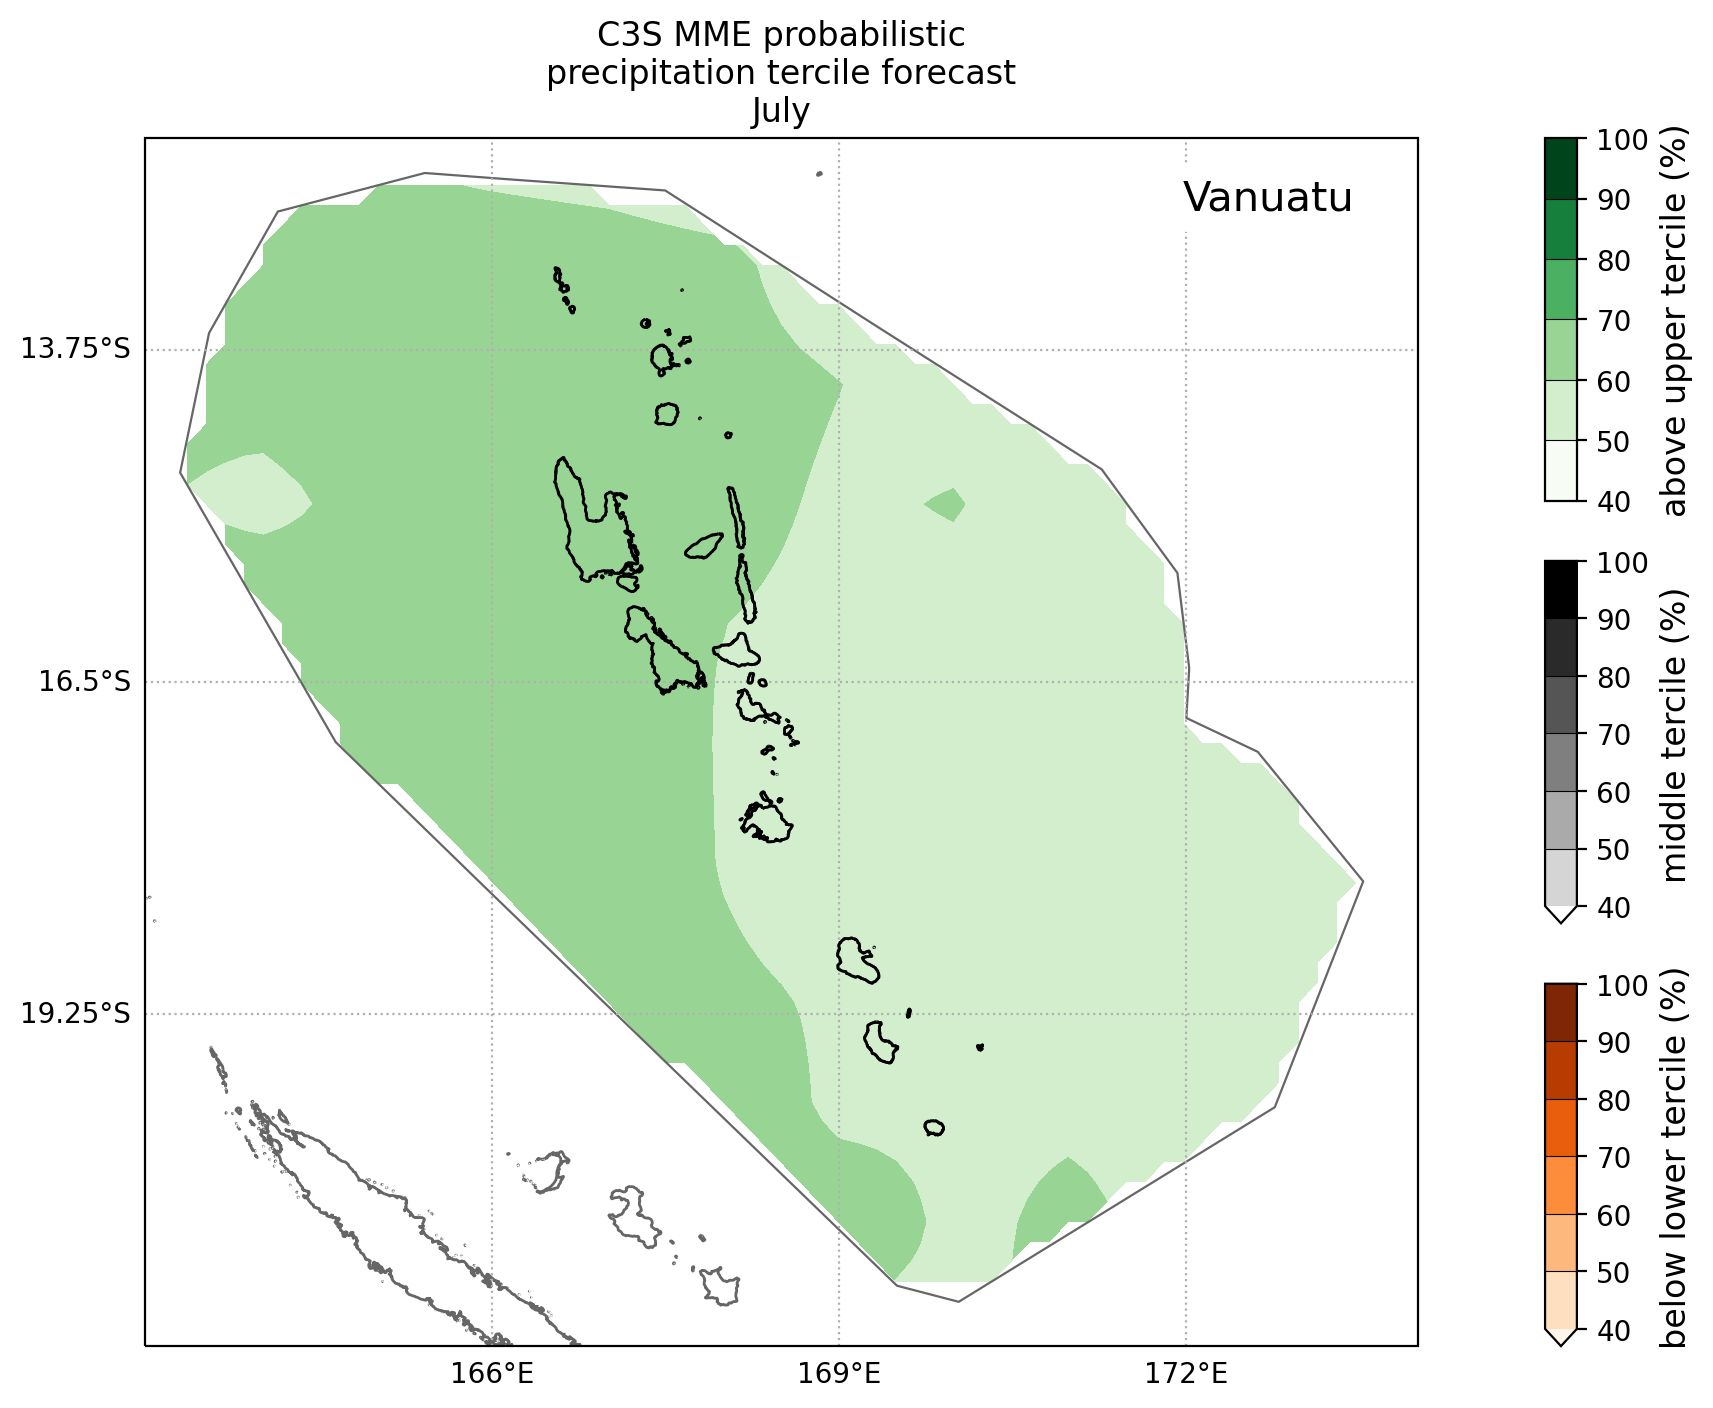 C3S MME probabilistic
precipitation tercile forecast
July
Vanuatu
13.75°S
16.5°S
19.25°S
166°E
169°E
172°E
100
90
80
70
60
50
40
above upper tercile (%)
100
90
80
70
60
50
40
middle tercile (%)
100
90
80
70
60
50
40
below lower tercile (%)